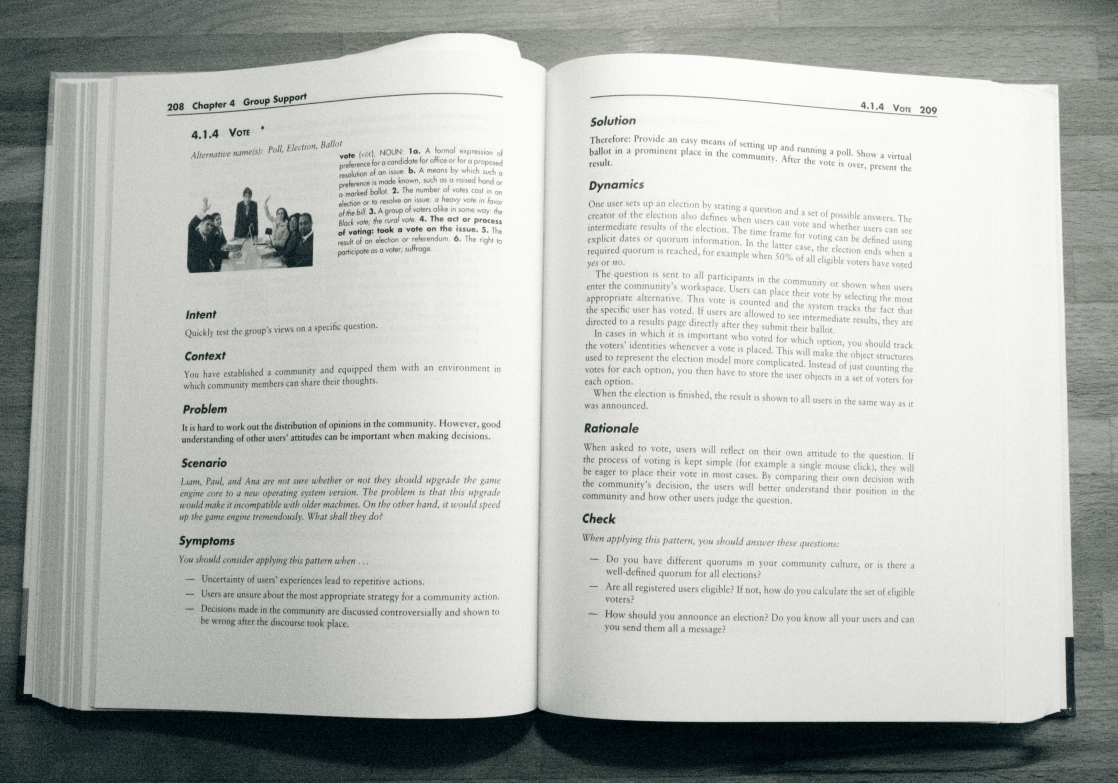 208 Chapter 4 Group Support
4.1.4 VOTE *
Alternative name(s): Poll, Election, Ballot
vote (vot), NOUN: 1a. A formal expression of
preference for a candidate for office or for a proposed
resolution of an issue. b. A means by which such a
preference is made known, such as a raised hand or
a marked ballot. 2. The number of votes cast in an
election or to resolve an issue: a heavy vote in favor
of the bill. 3. A group of voters alike in some way: the
Black vote, the rural vote. 4. The act or process
of voting: took a vote on the issue. 5. The
result of an election or referendum. 6. The right to
participate as a voter; suffrage.
Intent
Quickly test the group's views on a specific question.
Context
You have established a community and equipped them with an environment in
which community members can share their thoughts.
Problem
It is hard to work out the distribution of opinions in the community. However, good
understanding of other users' attitudes can be important when making decisions.
Scenario
Liam, Paul, and Ana are not sure whether or not they should upgrade the game
engine core to a new operating system version. The problem is that this upgrade
would make it incompatible with older machines. On the other hand, it would speed
up the game engine tremendously. What shall they do?
Symptoms
You should consider applying this pattern when ...
— Uncertainty of users' experiences lead to repetitive actions.
— Users are unsure about the most appropriate strategy for a community action.
— Decisions made in the community are discussed controversially and shown to
be wrong after the discourse took place.
4.1.4 VOTE 209
Solution
Therefore: Provide an easy means of setting up and running a poll. Show a virtual
ballot in a prominent place in the community. After the vote is over, present the
result.
Dynamics
One user sets up an election by stating a question and a set of possible answers. The
creator of the election also defines when users can vote and whether users can see
intermediate results of the election. The time frame for voting can be defined using
explicit dates or quorum information. In the latter case, the election ends when a
required quorum is reached, for example when 50% of all eligible voters have voted
yes or no.
The question is sent to all participants in the community or shown when users
enter the community's workspace. Users can place their vote by selecting the most
appropriate alternative. This vote is counted and the system tracks the fact that
the specific user has voted. If users are allowed to see intermediate results, they are
directed to a results page directly after they submit their ballot.
In cases in which it is important who voted for which option, you should track
the voters' identities whenever a vote is placed. This will make the object structures
used to represent the election model more complicated. Instead of just counting the
votes for each option, you then have to store the user objects in a set of voters for
each option.
When the election is finished, the result is shown to all users in the same way as it
was announced.
Rationale
When asked to vote, users will reflect on their own attitude to the question. If
the process of voting is kept simple (for example a single mouse click), they will
be eager to place their vote in most cases. By comparing their own decision with
the community's decision, the users will better understand their position in the
community and how other users judge the question.
Check
When applying this pattern, you should answer these questions:
— Do you have different quorums in your community culture, or is there a
well-defined quorum for all elections?
— Are all registered users eligible? If not, how do you calculate the set of eligible
voters?
— How should you announce an election? Do you know all your users and can
you send them all a message?